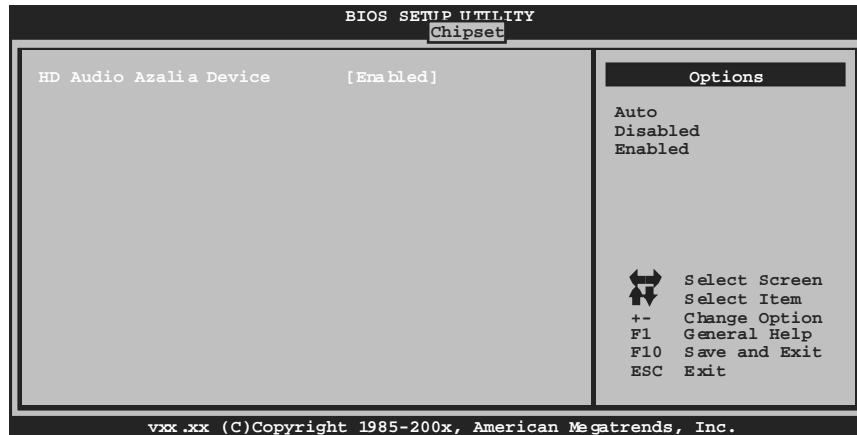 BIOS SETUP UTILITY
Chipset
HD Audio Azalia Device [Enabled]
Options
Auto
Disabled
Enabled
Select Screen
Select Item
+- Change Option
F1 General Help
F10 Save and Exit
ESC Exit
vxx.xx (C)Copyright 1985-200x, American Megatrends, Inc.